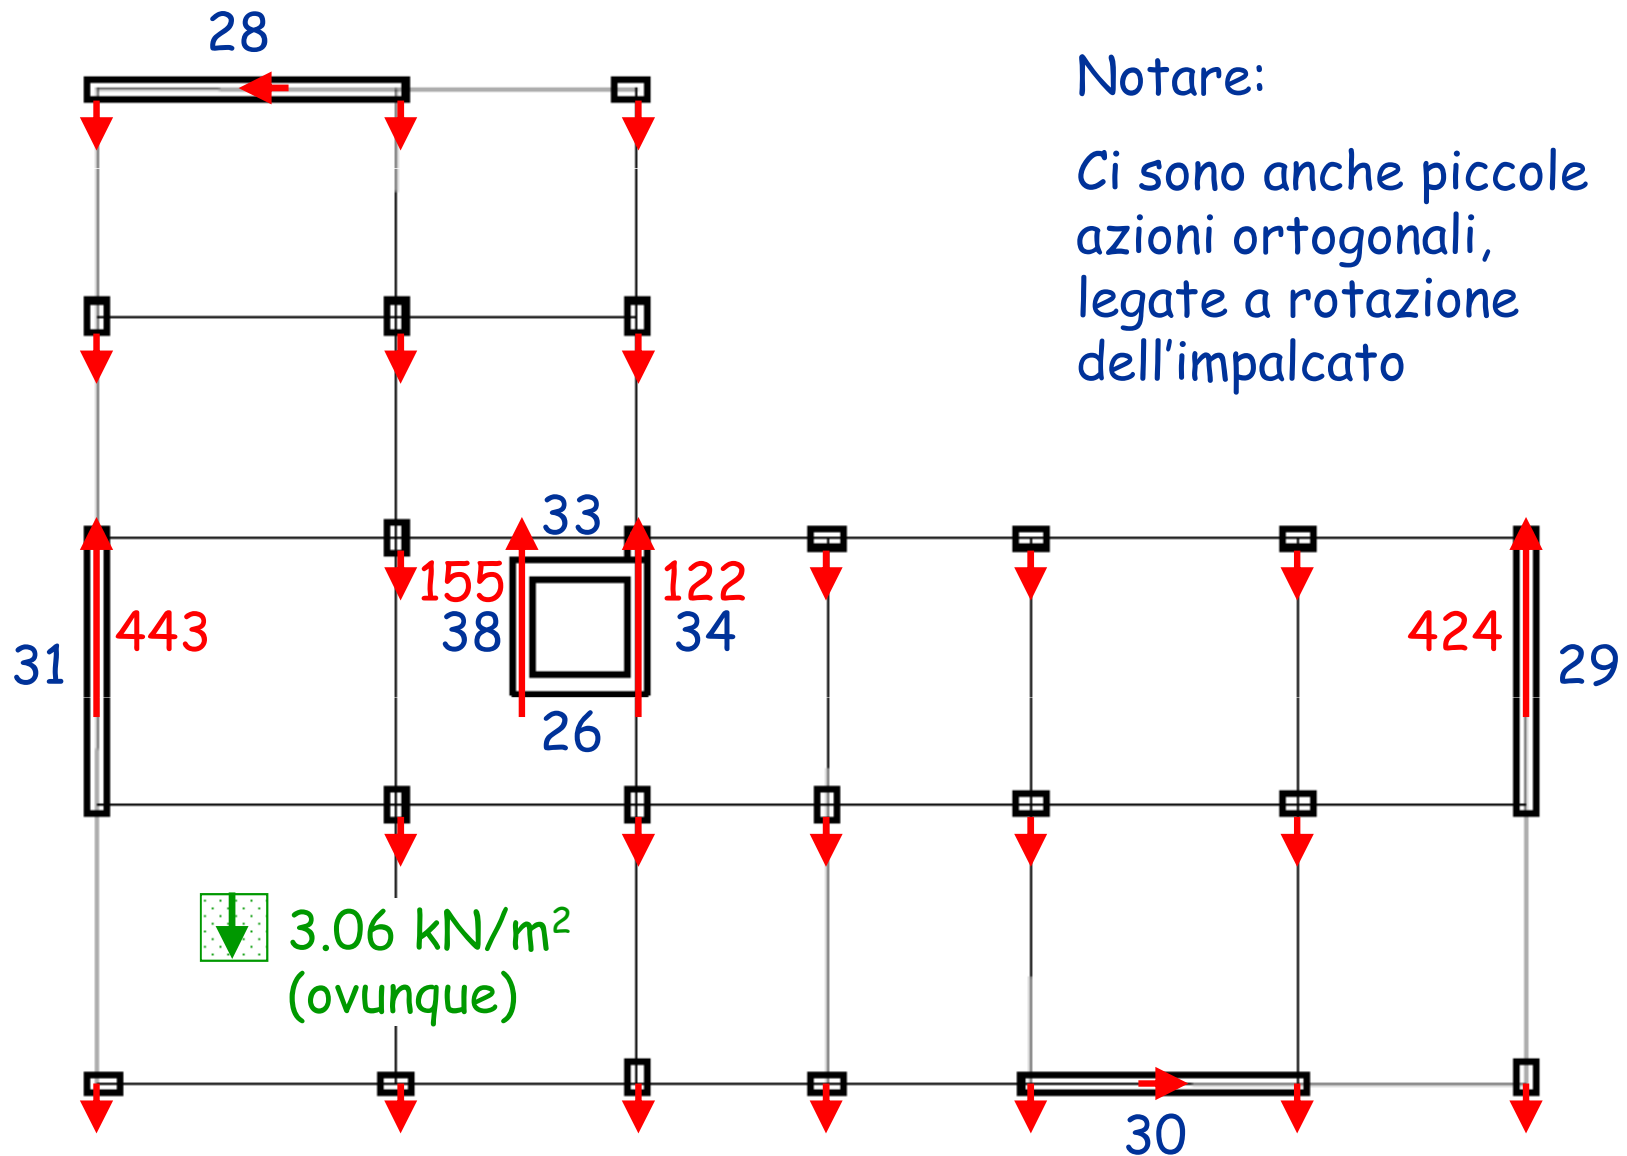 28
Notare:
Ci sono anche piccole
azioni ortogonali,
legate a rotazione
dell’impalcato
33
155
122
443
38
34
424
31
29
26
3.06 kN/m²
(ovunque)
30